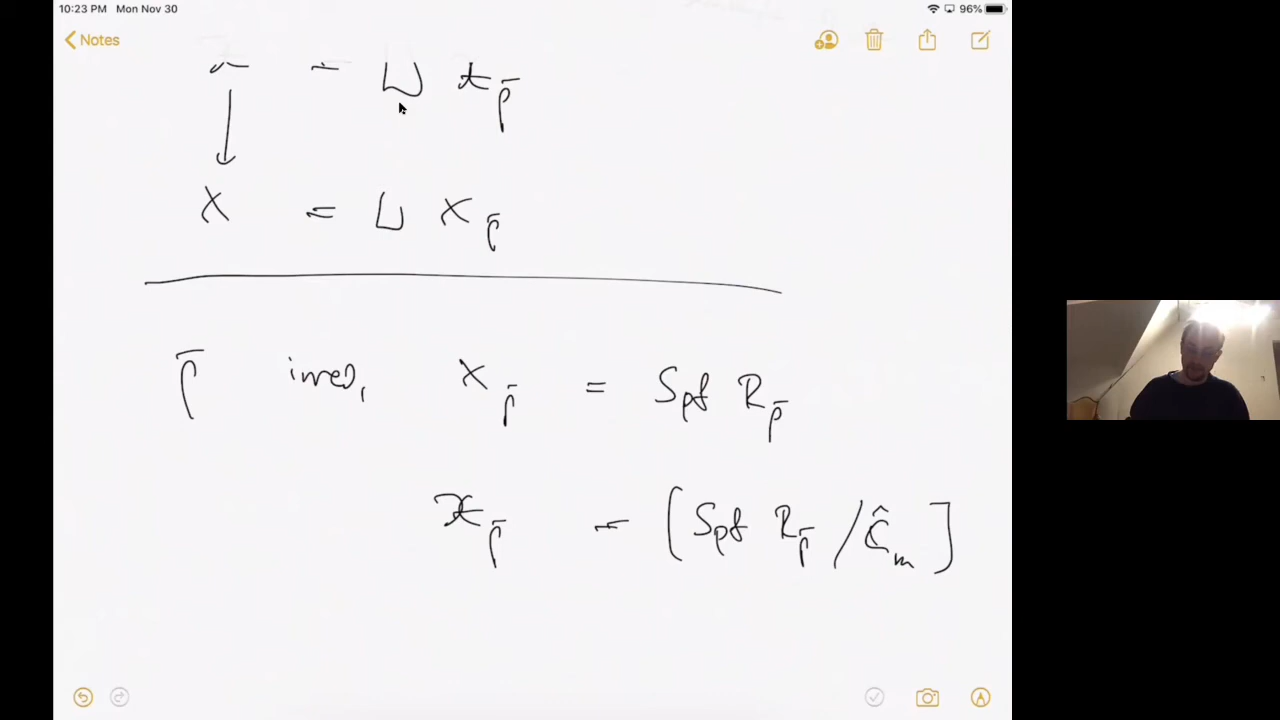 10:23 PM Mon Nov 30
96%
Notes
= ⊔ 𝔛_ρ̄
X = ⊔ X_ρ̄
ρ̄ irred, X_ρ̄ = Spf R_ρ̄
𝔛_ρ̄ = [Spf R_ρ̄ / Ĝ_m]